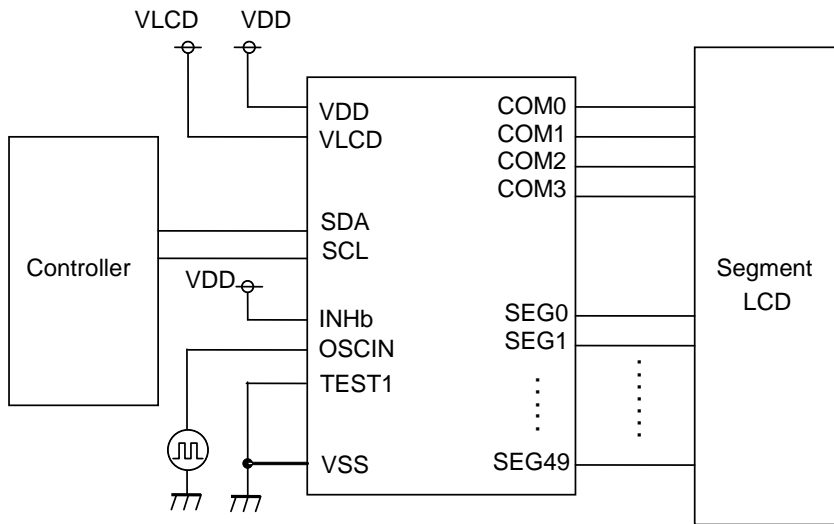 VLCD
VDD
VDD
VLCD
SDA
SCL
VDD
INHb
OSCIN
TEST1
VSS
Controller
COM0
COM1
COM2
COM3
SEG0
SEG1
SEG49
Segment
LCD